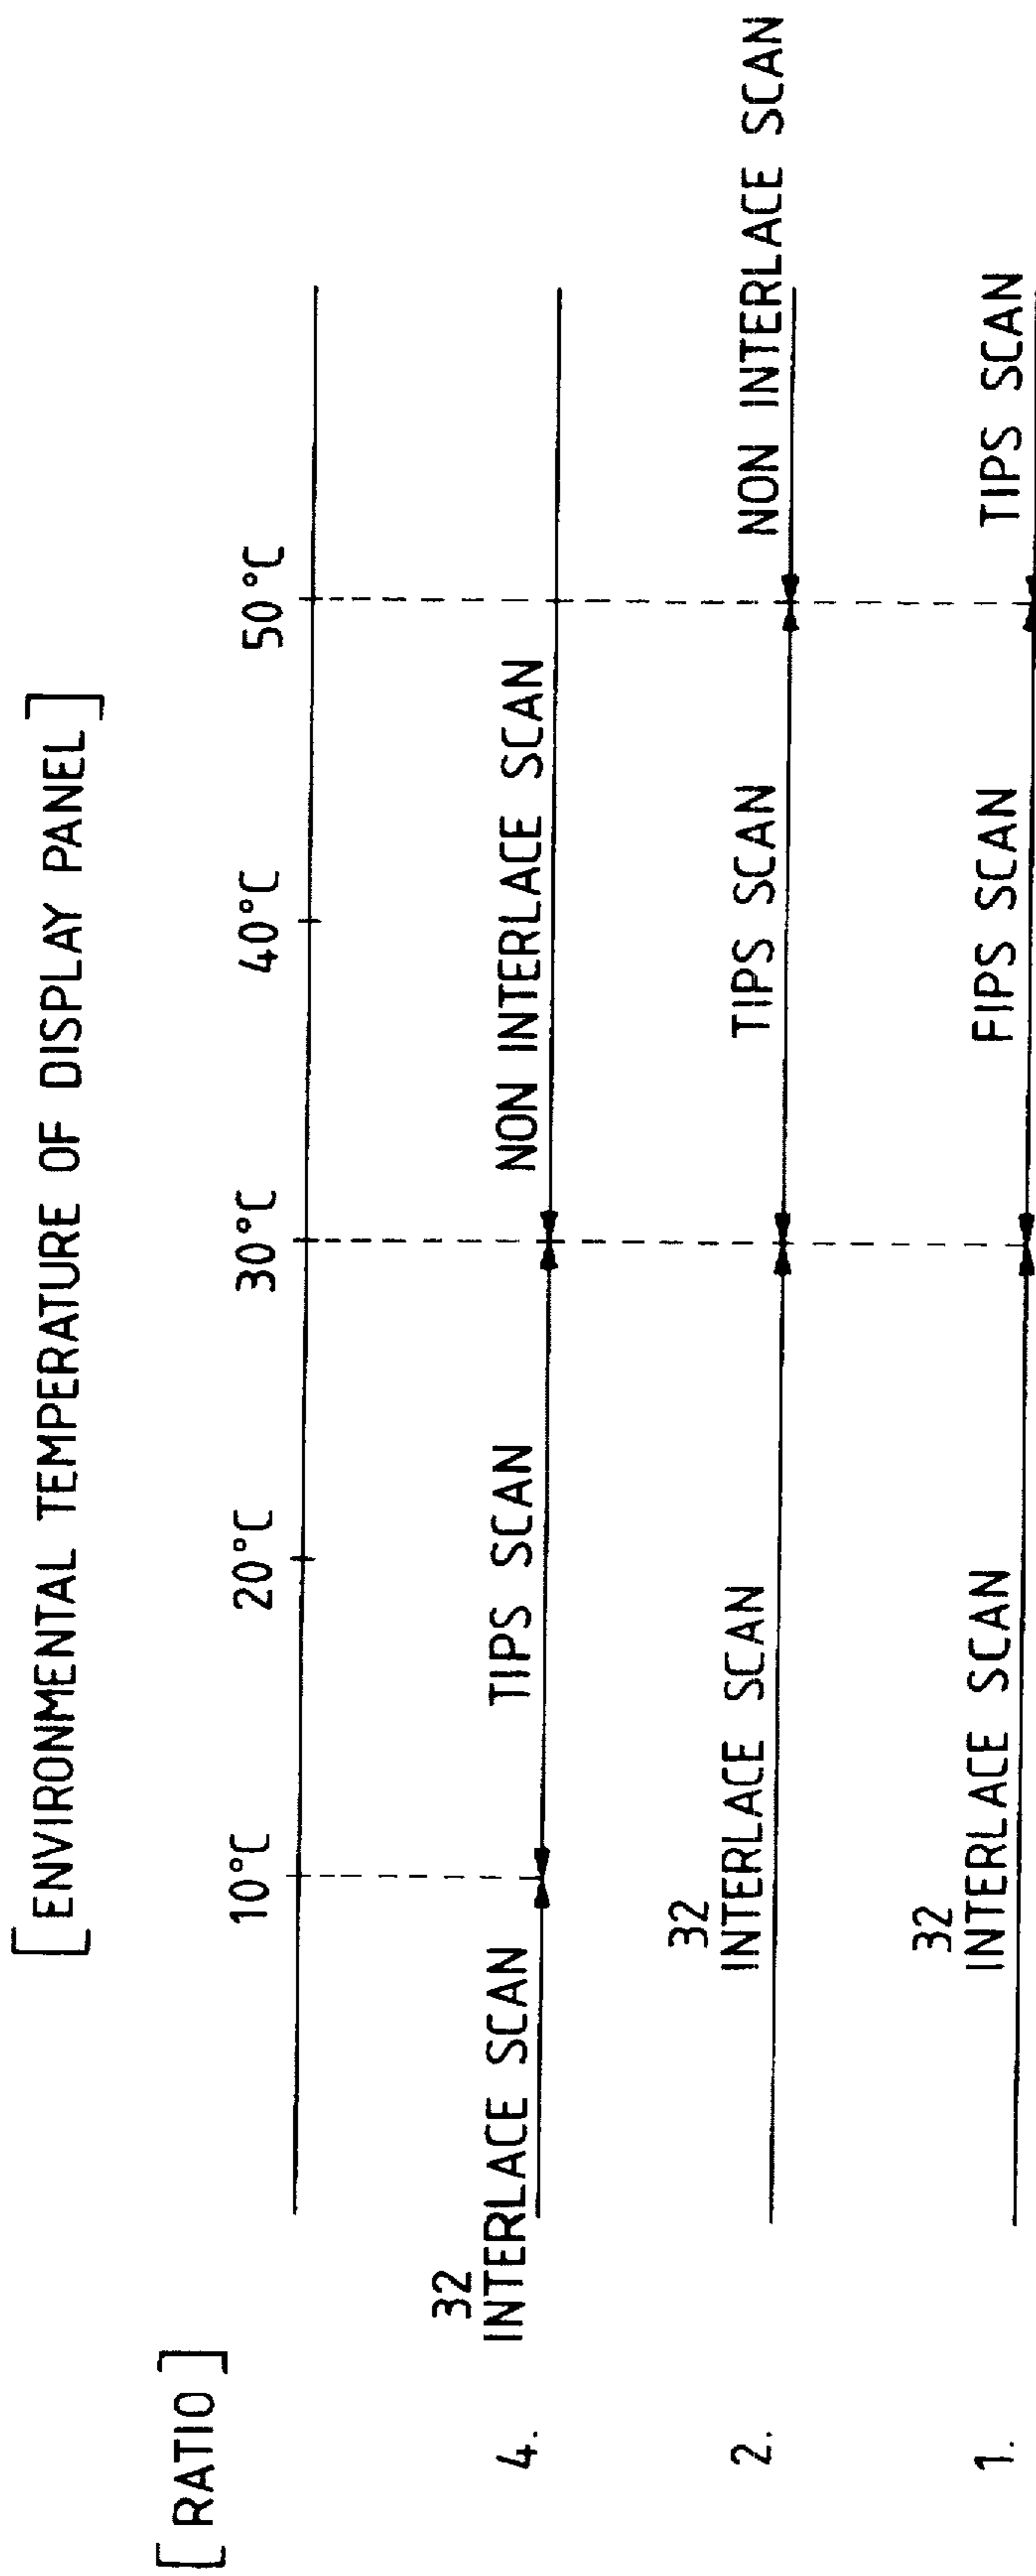 [ENVIRONMENTAL TEMPERATURE OF DISPLAY PANEL]
[RATIO]
10°C 20°C 30°C 40°C 50°C
4. 32 INTERLACE SCAN TIPS SCAN NON INTERLACE SCAN
2. 32 INTERLACE SCAN TIPS SCAN NON INTERLACE SCAN
1. 32 INTERLACE SCAN FIPS SCAN TIPS SCAN